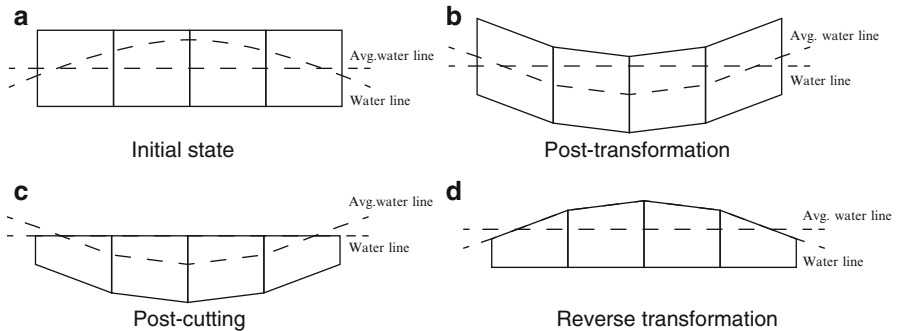 a
Avg.water line
Water line
Initial state
b
Avg. water line
Water line
Post-transformation
c
Avg.water line
Water line
Post-cutting
d
Avg. water line
Water line
Reverse transformation